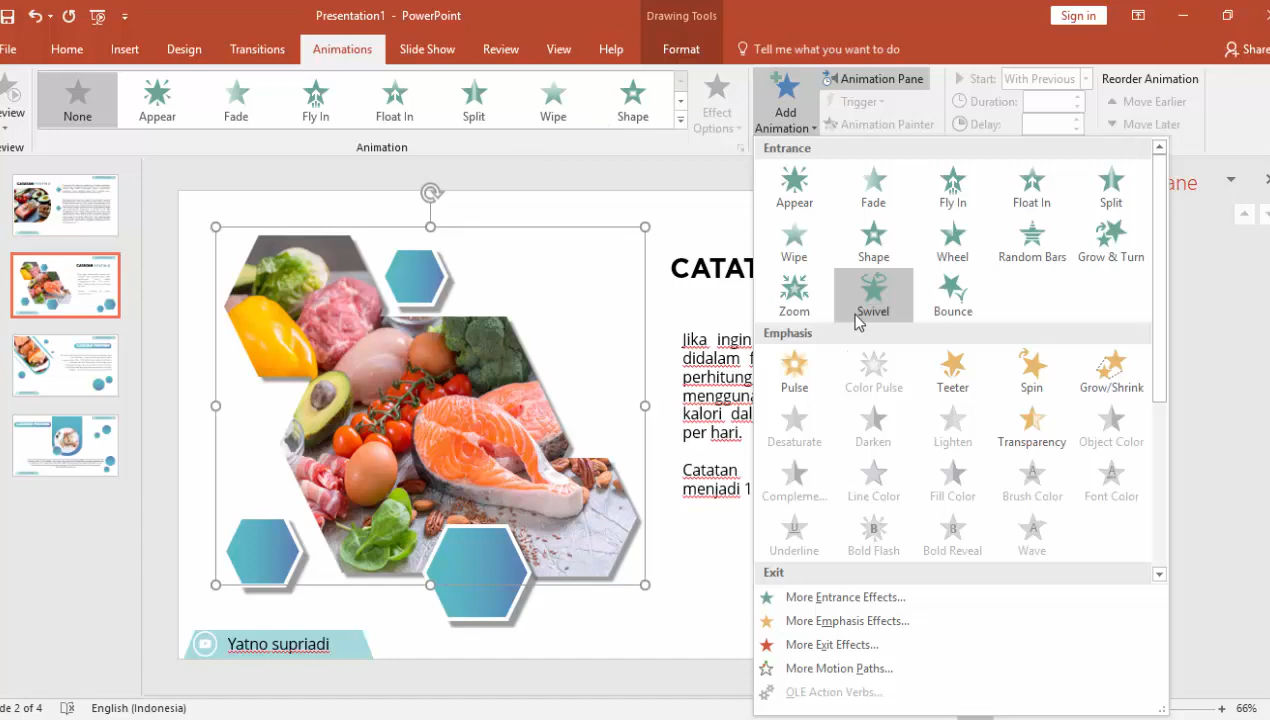 Presentation1 - PowerPoint
Drawing Tools
Sign in
File
Home
Insert
Design
Transitions
Animations
Slide Show
Review
View
Help
Format
Tell me what you want to do
Share
None
Appear
Fade
Fly In
Float In
Split
Wipe
Shape
Effect
Options
Add
Animation
Animation Pane
Trigger
Animation Painter
Start: With Previous
Duration:
Delay:
Reorder Animation
Move Earlier
Move Later
eview
eview
Animation
Entrance
Appear
Fade
Fly In
Float In
Split
Wipe
Shape
Wheel
Random Bars
Grow & Turn
Zoom
Swivel
Bounce
Emphasis
Pulse
Color Pulse
Teeter
Spin
Grow/Shrink
Desaturate
Darken
Lighten
Transparency
Object Color
Compleme...
Line Color
Fill Color
Brush Color
Font Color
Underline
Bold Flash
Bold Reveal
Wave
Exit
More Entrance Effects...
More Emphasis Effects...
More Exit Effects...
More Motion Paths...
OLE Action Verbs...
ane
CATAT
Jika ingin
didalam f
perhitung
mengguna
kalori dal
per hari.
Catatan
menjadi 1
Yatno supriadi
de 2 of 4
English (Indonesia)
66%